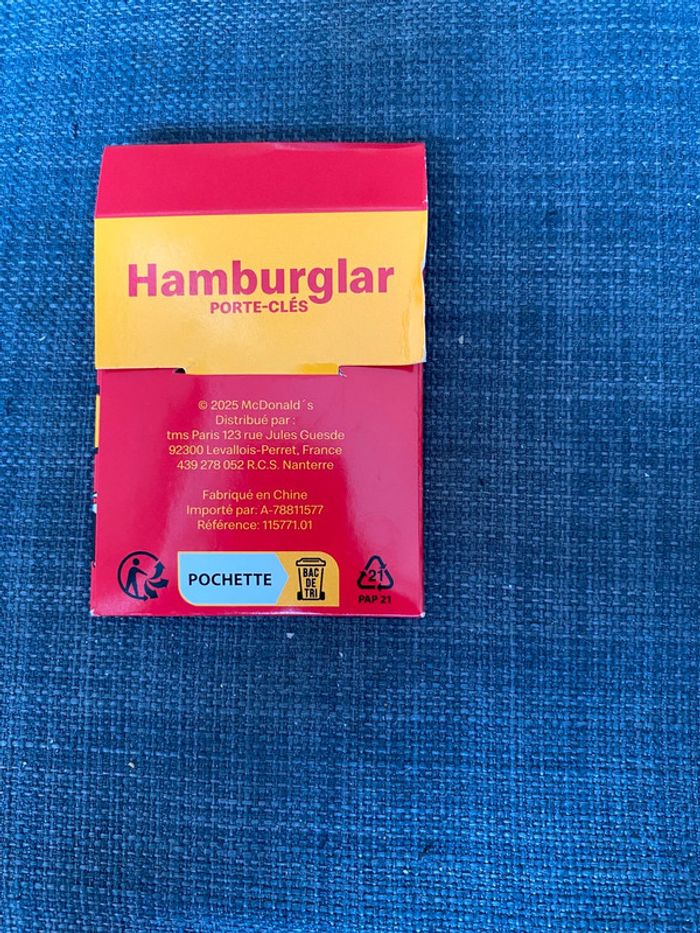 Hamburglar
PORTE-CLÉS
© 2025 McDonald´s
Distribué par :
tms Paris 123 rue Jules Guesde
92300 Levallois-Perret, France
439 278 052 R.C.S. Nanterre
Fabriqué en Chine
Importé par: A-78811577
Référence: 115771.01
POCHETTE
BAC
DE
TRI
21
PAP 21